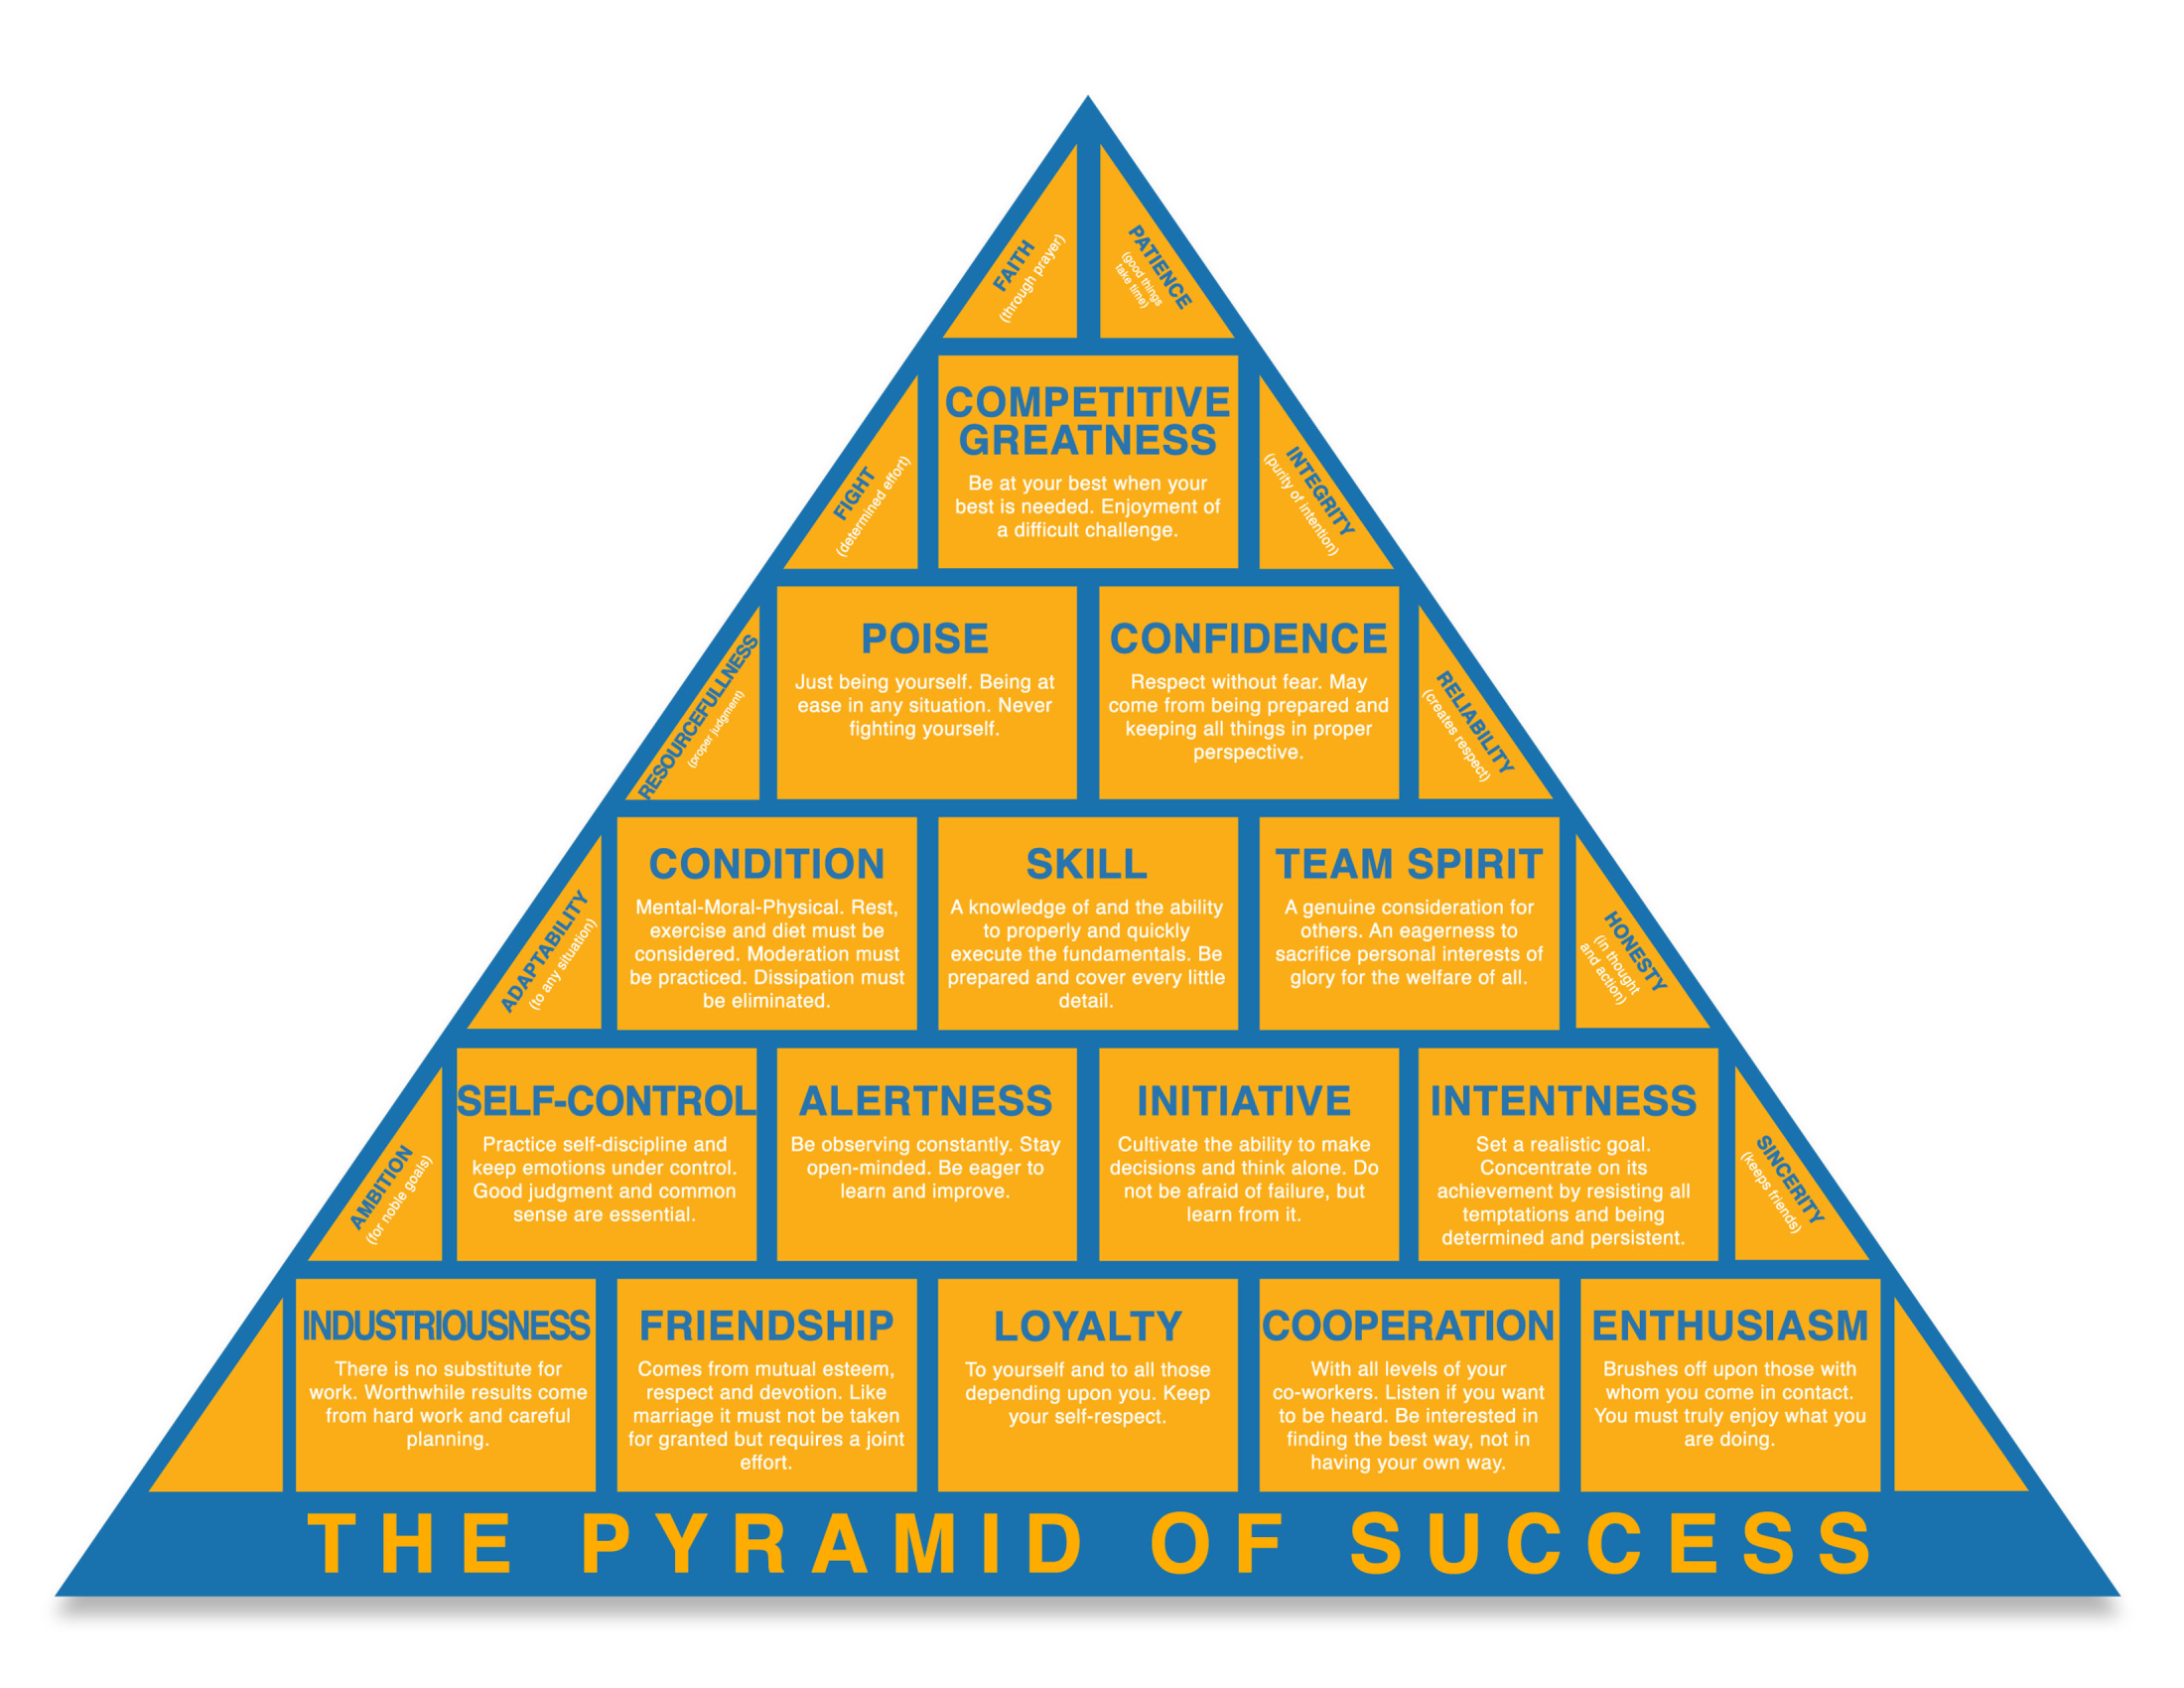 FAITH
(through prayer)
PATIENCE
(good things
take time)
FIGHT
(determined effort)
COMPETITIVE
GREATNESS
Be at your best when your
best is needed. Enjoyment of
a difficult challenge.
INTEGRITY
(purity of intention)
RESOURCEFULLNESS
(proper judgment)
POISE
Just being yourself. Being at
ease in any situation. Never
fighting yourself.
CONFIDENCE
Respect without fear. May
come from being prepared and
keeping all things in proper
perspective.
RELIABILITY
(creates respect)
ADAPTABILITY
(to any situation)
CONDITION
Mental-Moral-Physical. Rest,
exercise and diet must be
considered. Moderation must
be practiced. Dissipation must
be eliminated.
SKILL
A knowledge of and the ability
to properly and quickly
execute the fundamentals. Be
prepared and cover every little
detail.
TEAM SPIRIT
A genuine consideration for
others. An eagerness to
sacrifice personal interests of
glory for the welfare of all.
HONESTY
(in thought
and action)
AMBITION
(for noble goals)
SELF-CONTROL
Practice self-discipline and
keep emotions under control.
Good judgment and common
sense are essential.
ALERTNESS
Be observing constantly. Stay
open-minded. Be eager to
learn and improve.
INITIATIVE
Cultivate the ability to make
decisions and think alone. Do
not be afraid of failure, but
learn from it.
INTENTNESS
Set a realistic goal.
Concentrate on its
achievement by resisting all
temptations and being
determined and persistent.
SINCERITY
(keeps friends)
INDUSTRIOUSNESS
There is no substitute for
work. Worthwhile results come
from hard work and careful
planning.
FRIENDSHIP
Comes from mutual esteem,
respect and devotion. Like
marriage it must not be taken
for granted but requires a joint
effort.
LOYALTY
To yourself and to all those
depending upon you. Keep
your self-respect.
COOPERATION
With all levels of your
co-workers. Listen if you want
to be heard. Be interested in
finding the best way, not in
having your own way.
ENTHUSIASM
Brushes off upon those with
whom you come in contact.
You must truly enjoy what you
are doing.
THE PYRAMID OF SUCCESS